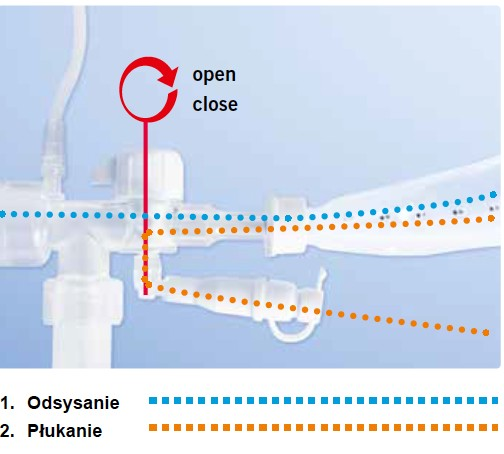 open
close
1. Odsysanie
2. Płukanie